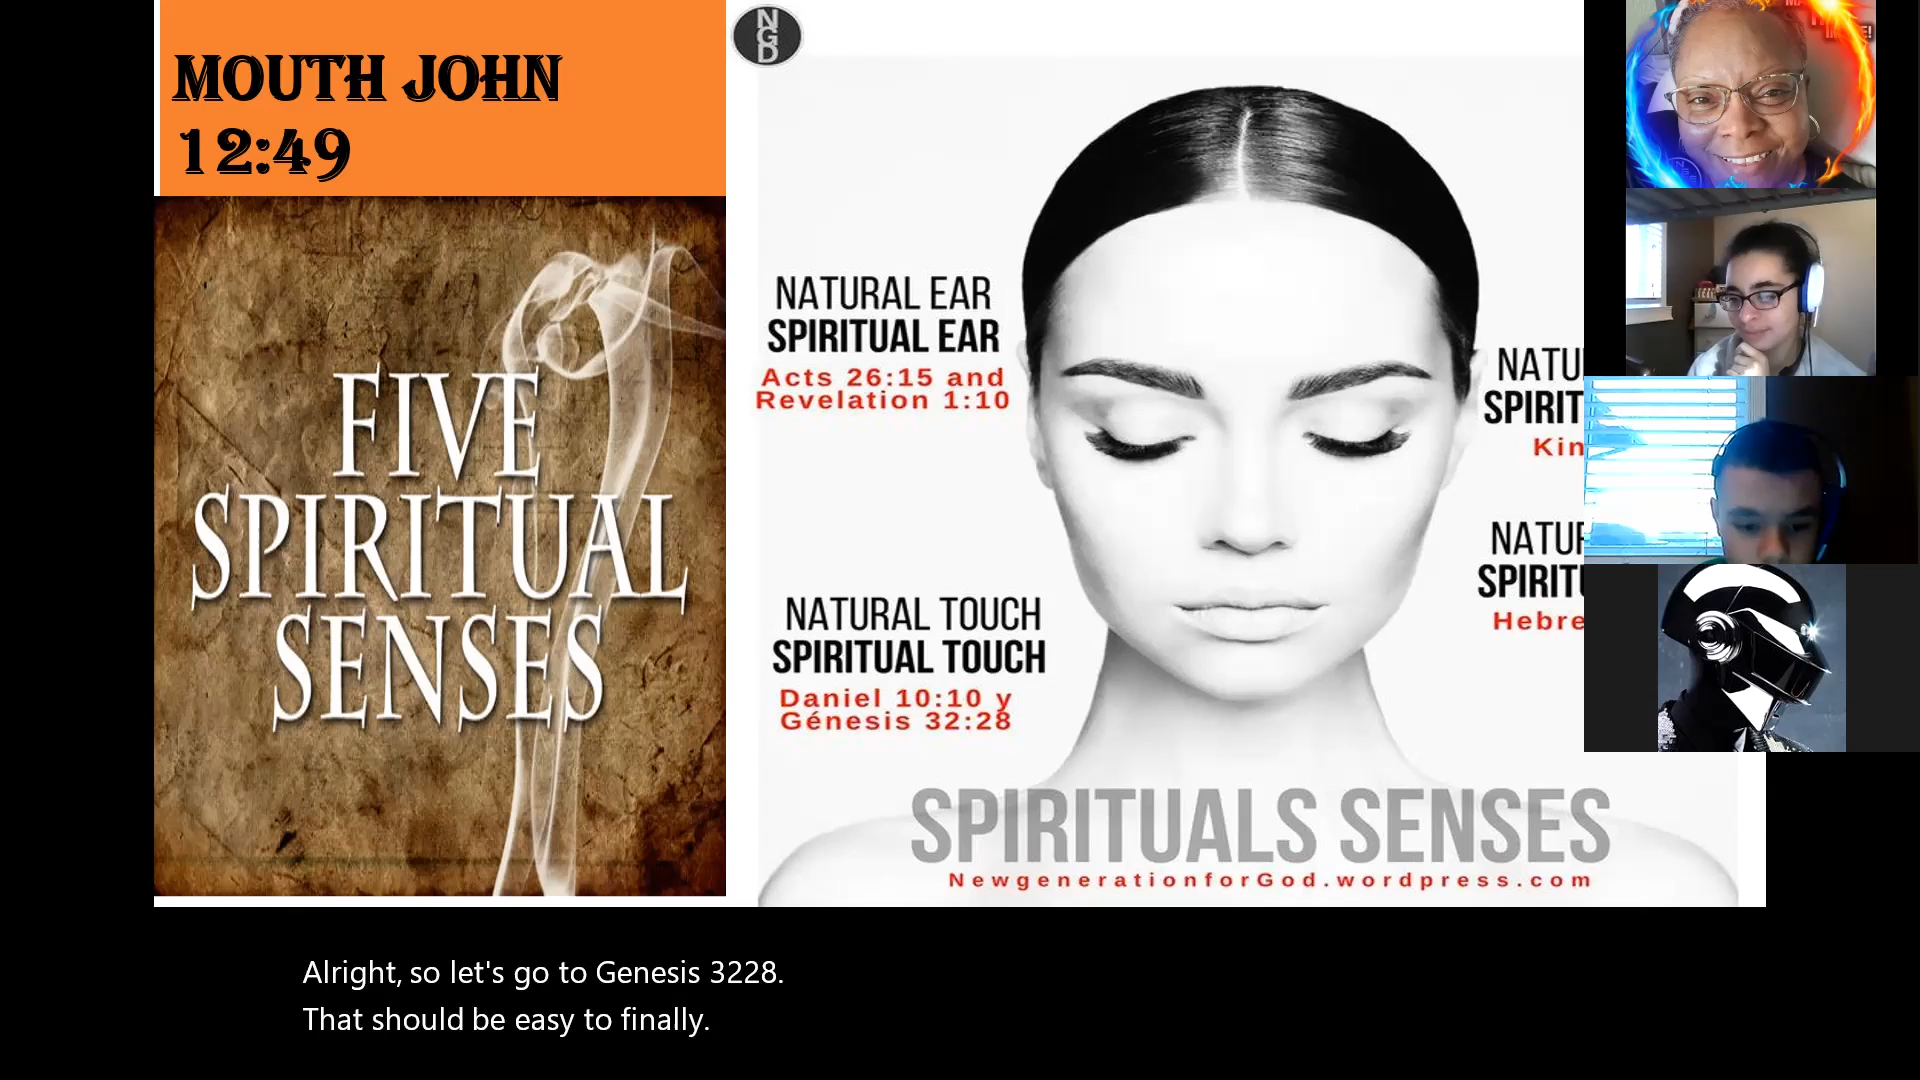 MOUTH JOHN
12:49
FIVE
SPIRITUAL
SENSES
NGD
NATURAL EAR
SPIRITUAL EAR
Acts 26:15 and
Revelation 1:10
NATURAL TOUCH
SPIRITUAL TOUCH
Daniel 10:10 y
Génesis 32:28
NATU
SPIRIT
Kin
NATUR
SPIRITU
Hebre
SPIRITUALS SENSES
NewgenerationforGod.wordpress.com
Alright, so let's go to Genesis 3228.
That should be easy to finally.